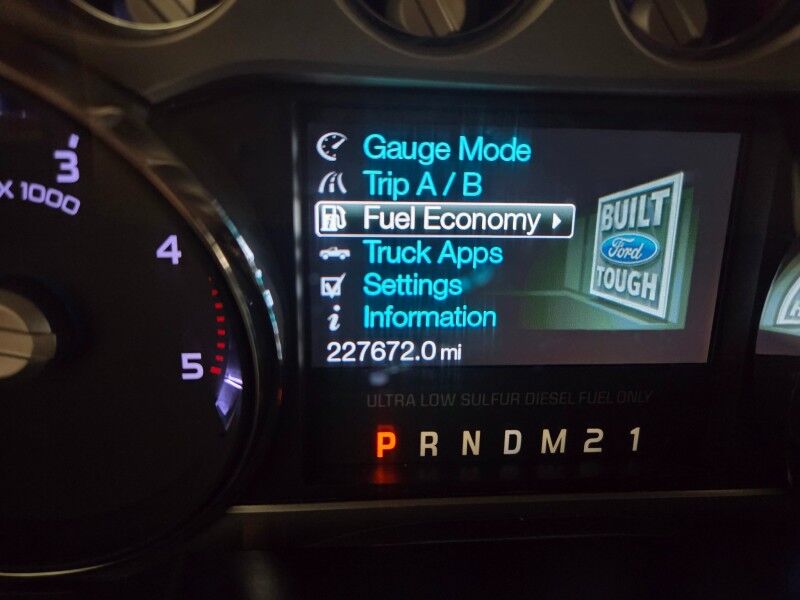 Gauge Mode
Trip A / B
Fuel Economy
Truck Apps
Settings
Information
227672.0 mi
BUILT
Ford
TOUGH
3
X 1000
4
5
ULTRA LOW SULFUR DIESEL FUEL ONLY
P R N D M 2 1